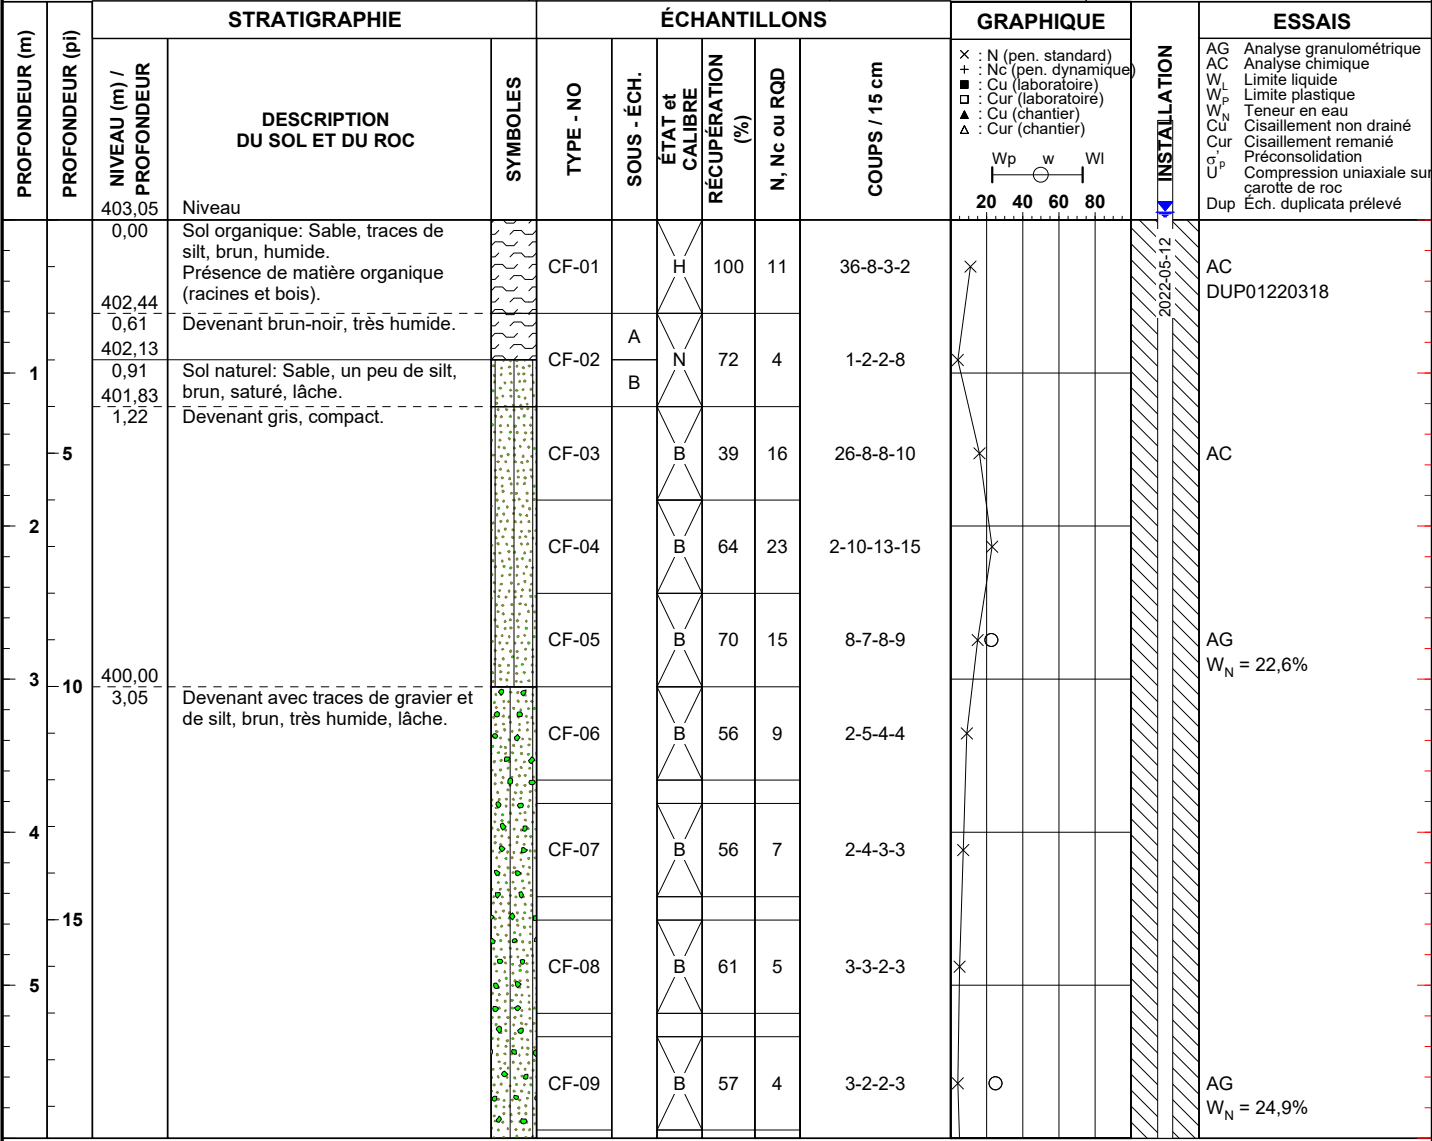 STRATIGRAPHIE
ÉCHANTILLONS
GRAPHIQUE
ESSAIS
PROFONDEUR (m)
PROFONDEUR (pi)
NIVEAU (m) /
PROFONDEUR
DESCRIPTION
DU SOL ET DU ROC
SYMBOLES
TYPE - NO
SOUS - ÉCH.
ÉTAT et
CALIBRE
RÉCUPÉRATION
(%)
N, Nc ou RQD
COUPS / 15 cm
× : N (pen. standard)
+ : Nc (pen. dynamique)
■ : Cu (laboratoire)
□ : Cur (laboratoire)
▲ : Cu (chantier)
△ : Cur (chantier)
Wp w Wl
20 40 60 80
INSTALLATION
AG Analyse granulométrique
AC Analyse chimique
W_L Limite liquide
W_P Limite plastique
W_N Teneur en eau
Cu Cisaillement non drainé
Cur Cisaillement remanié
σ'_p Préconsolidation
U Compression uniaxiale sur
carotte de roc
Dup Éch. duplicata prélevé
403,05 Niveau
0,00 Sol organique: Sable, traces de
silt, brun, humide.
Présence de matière organique
(racines et bois).
CF-01 H 100 11 36-8-3-2
2022-05-12
AC
DUP01220318
402,44
0,61 Devenant brun-noir, très humide.
402,13
CF-02 A N 72 4 1-2-2-8
B
1
0,91 Sol naturel: Sable, un peu de silt,
brun, saturé, lâche.
401,83
1,22 Devenant gris, compact.
5
CF-03 B 39 16 26-8-8-10
AC
2
CF-04 B 64 23 2-10-13-15
CF-05 B 70 15 8-7-8-9
AG
W_N = 22,6%
3
10
400,00
3,05 Devenant avec traces de gravier et
de silt, brun, très humide, lâche.
CF-06 B 56 9 2-5-4-4
4
CF-07 B 56 7 2-4-3-3
15
CF-08 B 61 5 3-3-2-3
5
CF-09 B 57 4 3-2-2-3
AG
W_N = 24,9%